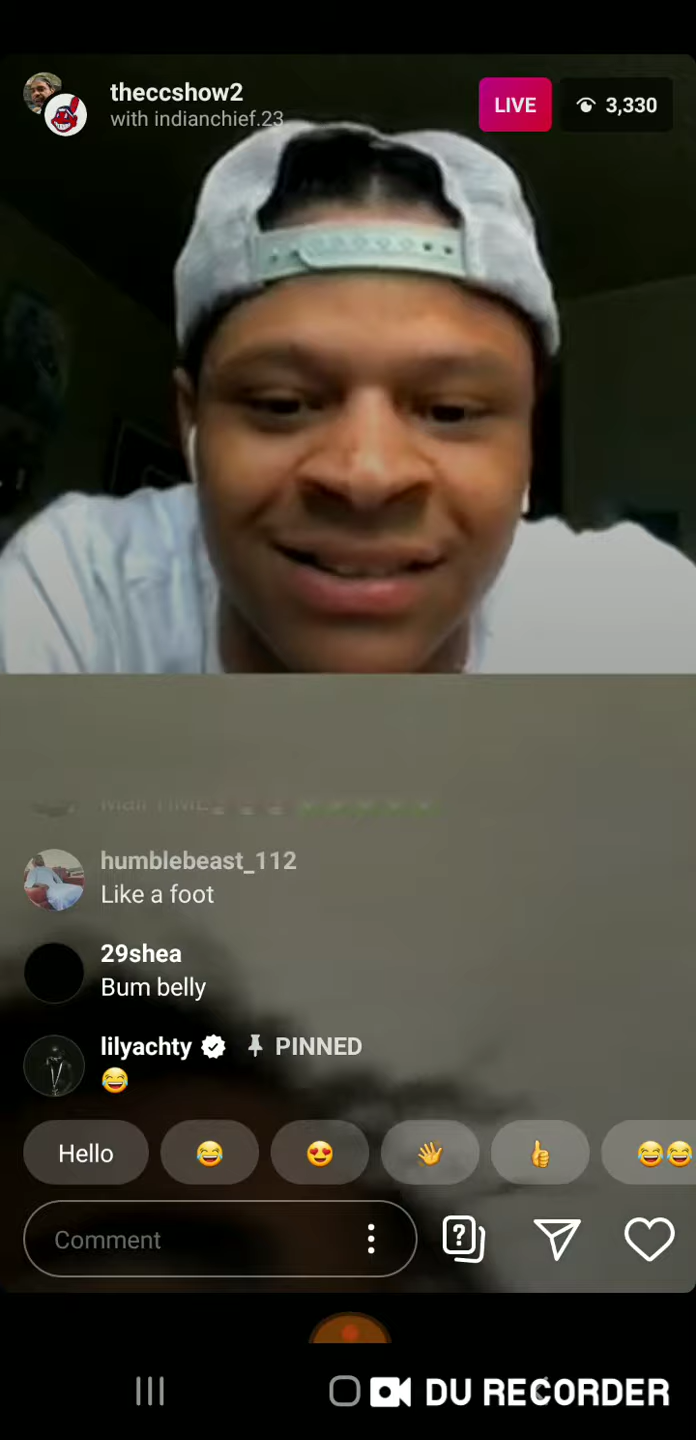 theccshow2
with indianchief.23
LIVE
3,330
humblebeast_112
Like a foot
29shea
Bum belly
lilyachty PINNED
😂
Hello 😂 😍 👋 👍 😂😂
Comment
DU RECORDER